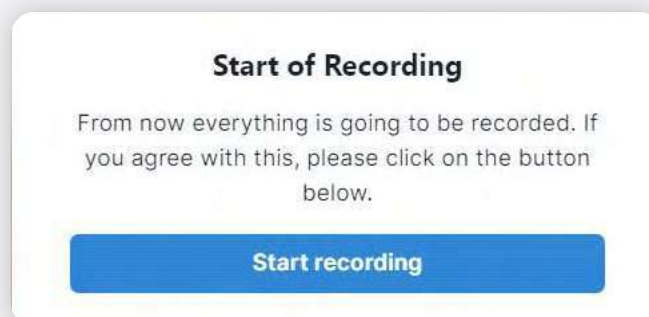 Start of Recording
From now everything is going to be recorded. If
you agree with this, please click on the button
below.
Start recording